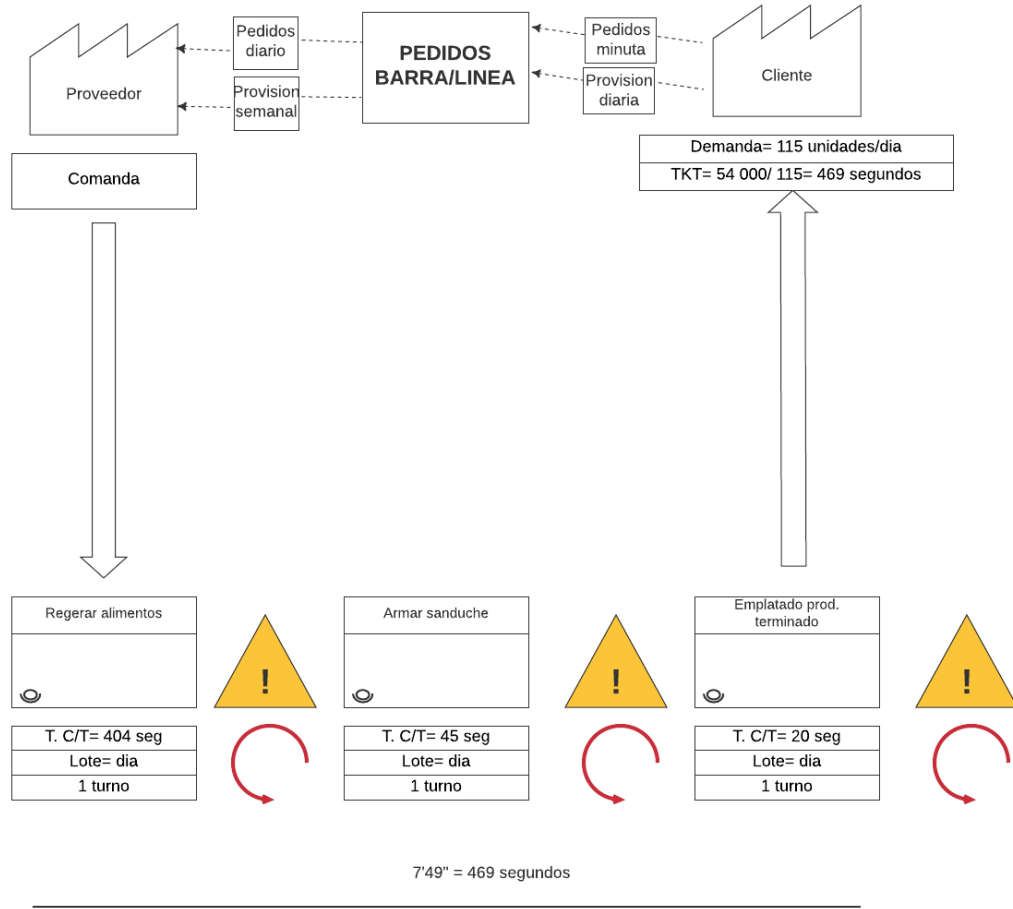 Proveedor
Pedidos
diario
Provision
semanal
PEDIDOS
BARRA/LINEA
Pedidos
minuta
Provision
diaria
Cliente
Comanda
Demanda= 115 unidades/dia
TKT= 54 000/ 115= 469 segundos
Regerar alimentos
!
T. C/T= 404 seg
Lote= dia
1 turno
Armar sanduche
!
T. C/T= 45 seg
Lote= dia
1 turno
Emplatado prod.
terminado
!
T. C/T= 20 seg
Lote= dia
1 turno
7'49" = 469 segundos